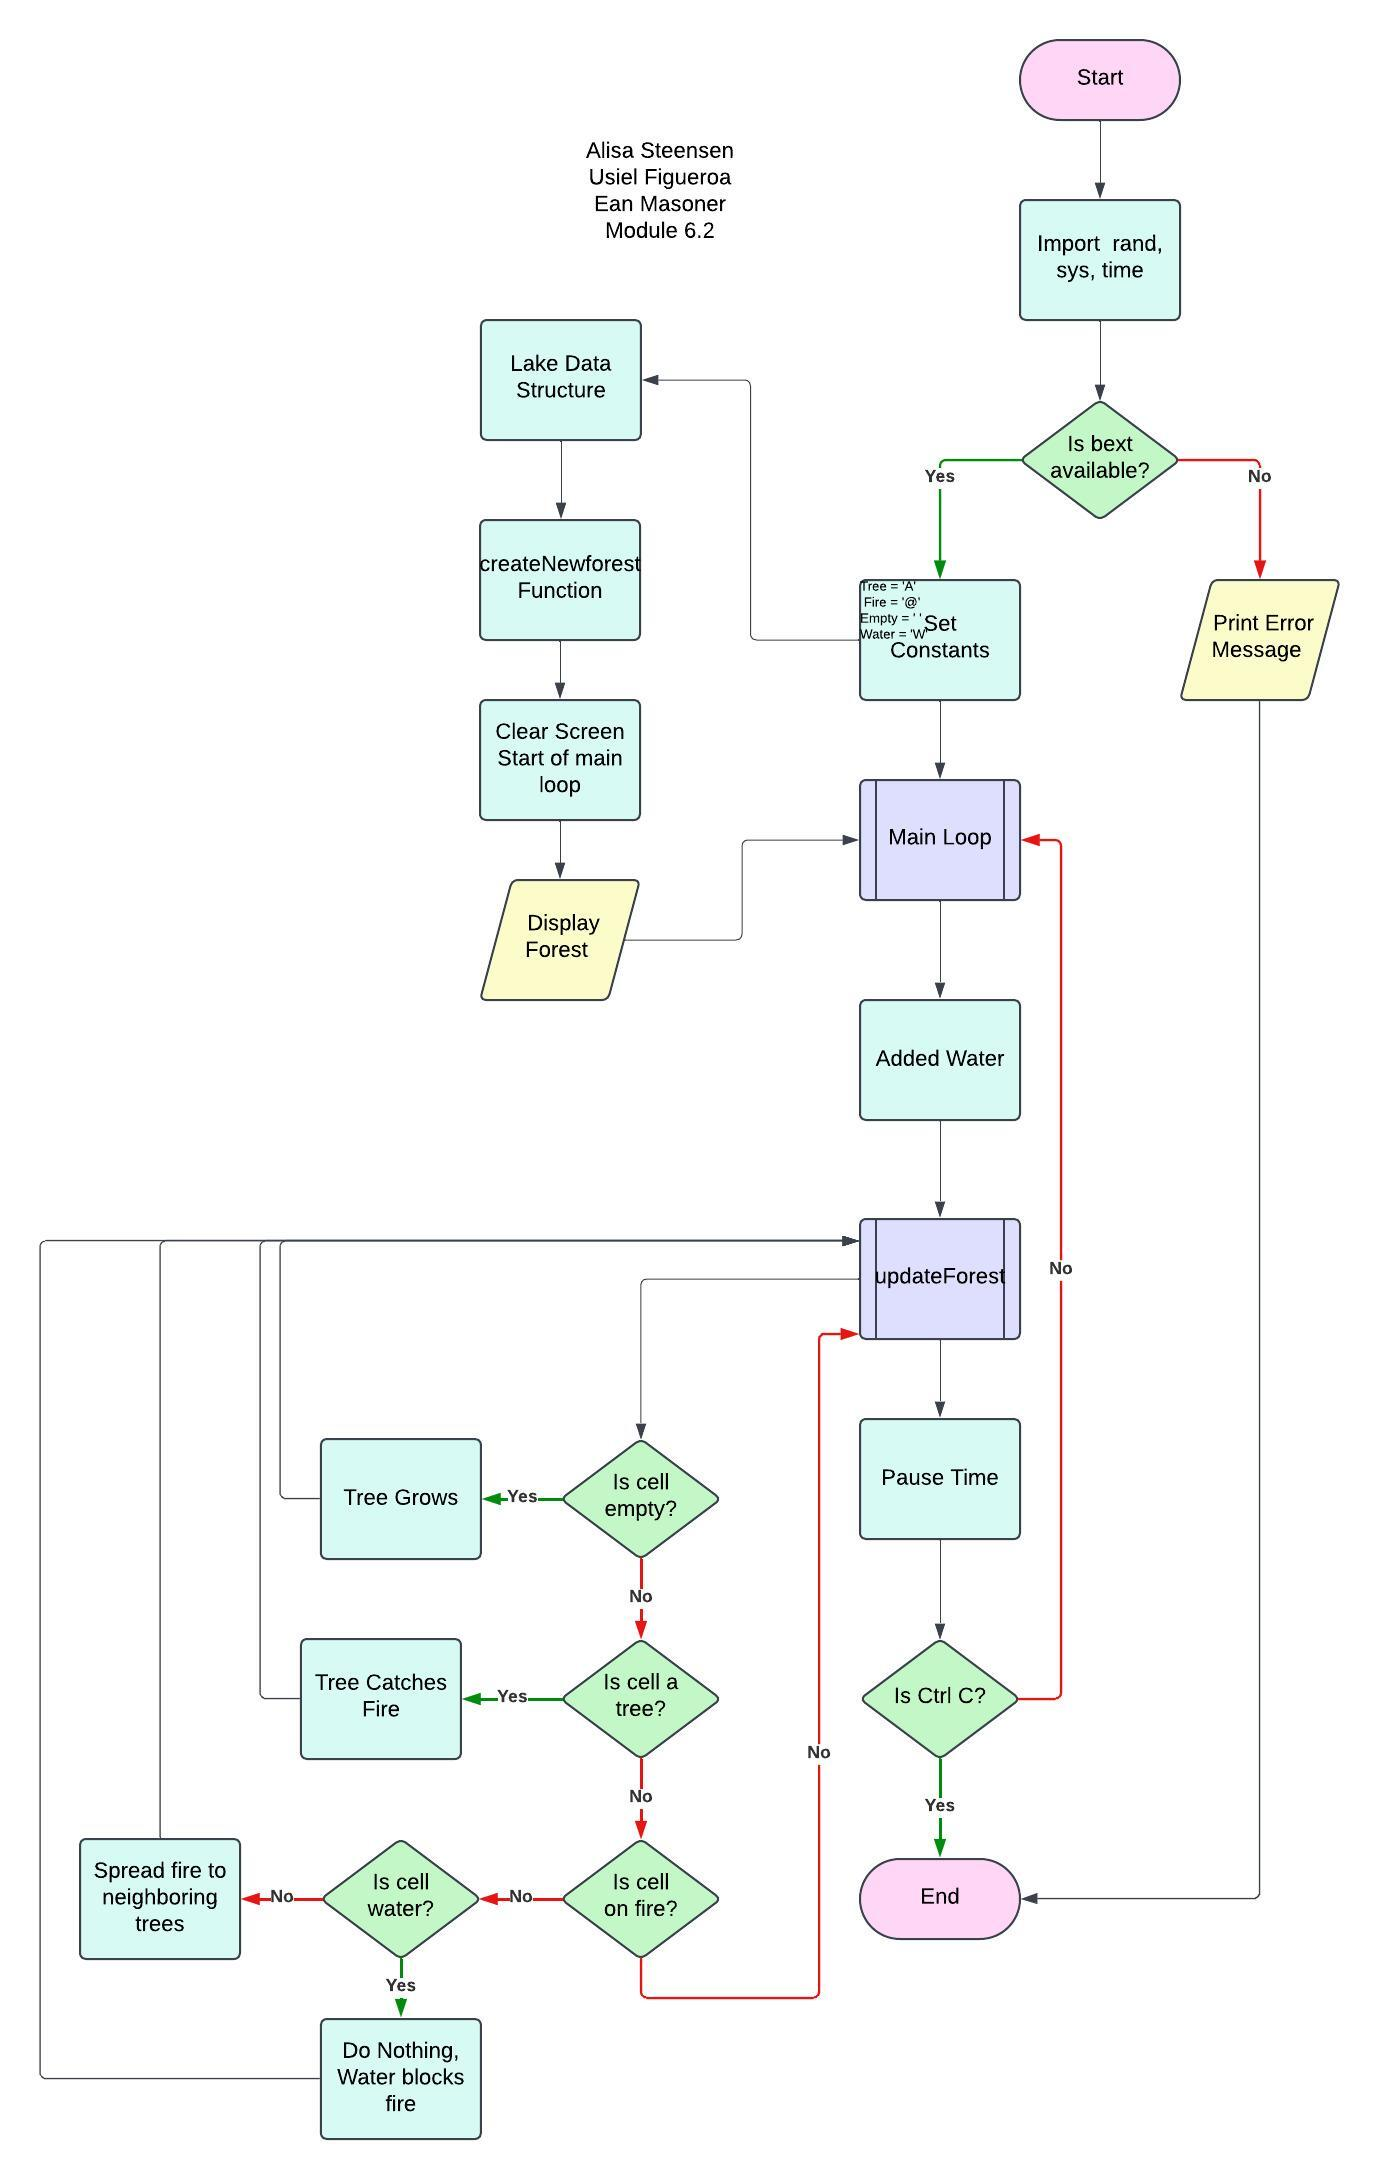 Start
Alisa Steensen
Usiel Figueroa
Ean Masoner
Module 6.2
Import  rand,
sys, time
Lake Data
Structure
Is bext
available?
Yes
No
createNewforest
Function
Tree = 'A'
Fire = '@'
Empty = ' '
Water = 'W'
Set
Constants
Print Error
Message
Clear Screen
Start of main
loop
Main Loop
Display
Forest
Added Water
updateForest
No
Tree Grows
Yes
Is cell
empty?
Pause Time
No
Tree Catches
Fire
Yes
Is cell a
tree?
Is Ctrl C?
No
No
Yes
Spread fire to
neighboring
trees
No
Is cell
water?
No
Is cell
on fire?
End
Yes
Do Nothing,
Water blocks
fire